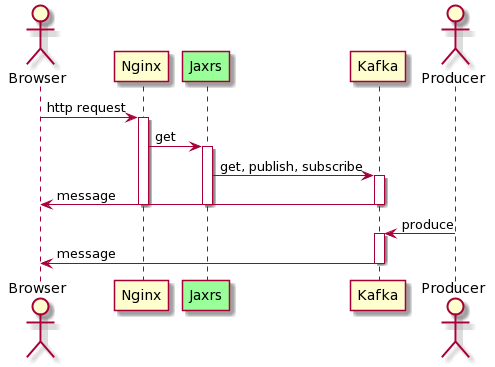 Browser
Producer
Nginx
Jaxrs
Kafka
http request
get
get, publish, subscribe
message
produce
message
Browser
Nginx
Jaxrs
Kafka
Producer